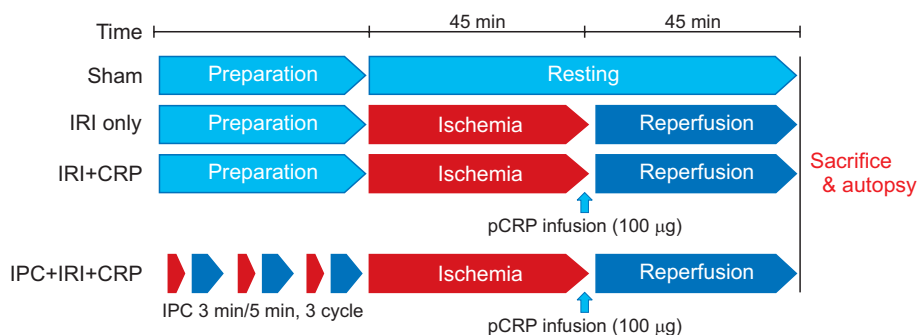 45 min 45 min
Time
Sham Preparation Resting
IRI only Preparation Ischemia Reperfusion
IRI+CRP Preparation Ischemia Reperfusion
Sacrifice
& autopsy
pCRP infusion (100 μg)
IPC+IRI+CRP Ischemia Reperfusion
IPC 3 min/5 min, 3 cycle
pCRP infusion (100 μg)